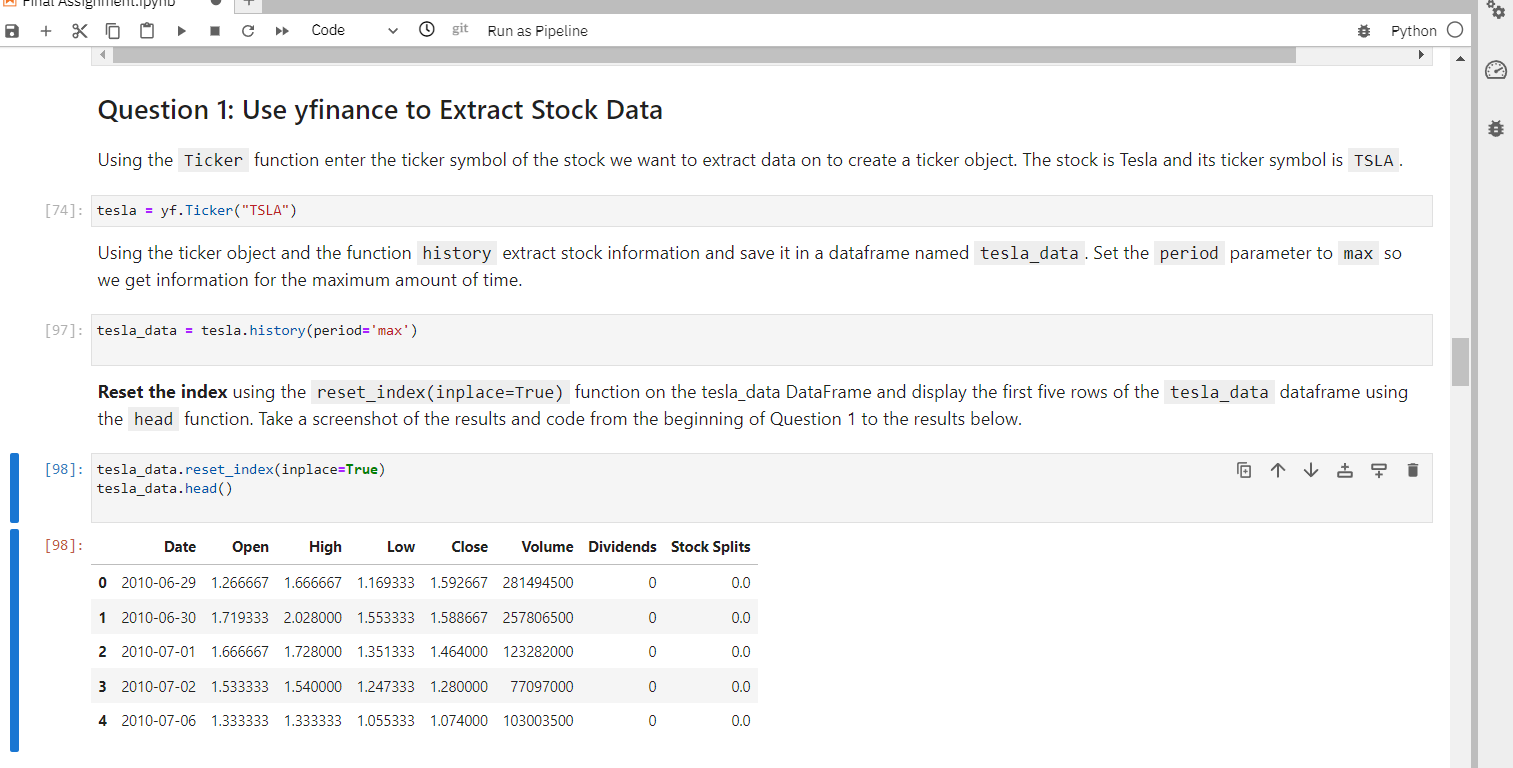 Final Assignment.ipynb
Code
git
Run as Pipeline
Python
Question 1: Use yfinance to Extract Stock Data
Using the Ticker function enter the ticker symbol of the stock we want to extract data on to create a ticker object. The stock is Tesla and its ticker symbol is TSLA.
[74]: tesla = yf.Ticker("TSLA")
Using the ticker object and the function history extract stock information and save it in a dataframe named tesla_data. Set the period parameter to max so
we get information for the maximum amount of time.
[97]: tesla_data = tesla.history(period='max')
Reset the index using the reset_index(inplace=True) function on the tesla_data DataFrame and display the first five rows of the tesla_data dataframe using
the head function. Take a screenshot of the results and code from the beginning of Question 1 to the results below.
[98]: tesla_data.reset_index(inplace=True)
tesla_data.head()
[98]: Date Open High Low Close Volume Dividends Stock Splits
0 2010-06-29 1.266667 1.666667 1.169333 1.592667 281494500 0 0.0
1 2010-06-30 1.719333 2.028000 1.553333 1.588667 257806500 0 0.0
2 2010-07-01 1.666667 1.728000 1.351333 1.464000 123282000 0 0.0
3 2010-07-02 1.533333 1.540000 1.247333 1.280000 77097000 0 0.0
4 2010-07-06 1.333333 1.333333 1.055333 1.074000 103003500 0 0.0